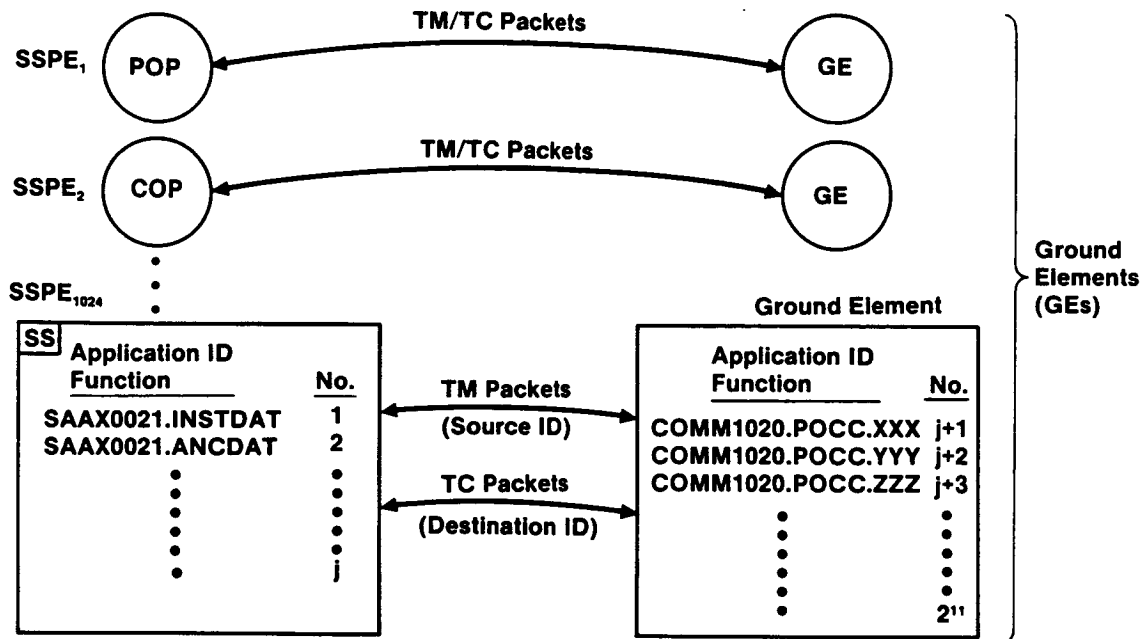 TM/TC Packets
SSPE₁ POP GE
TM/TC Packets
SSPE₂ COP GE
SSPE₁₀₂₄
Ground
Elements
(GEs)
Ground Element
SS
Application ID
Function No.
SAAX0021.INSTDAT 1
SAAX0021.ANCDAT 2
j
TM Packets
(Source ID)
TC Packets
(Destination ID)
Application ID
Function No.
COMM1020.POCC.XXX j+1
COMM1020.POCC.YYY j+2
COMM1020.POCC.ZZZ j+3
2¹¹